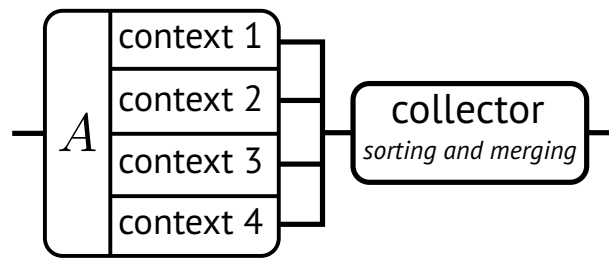 A
context 1
context 2
context 3
context 4
collector
sorting and merging